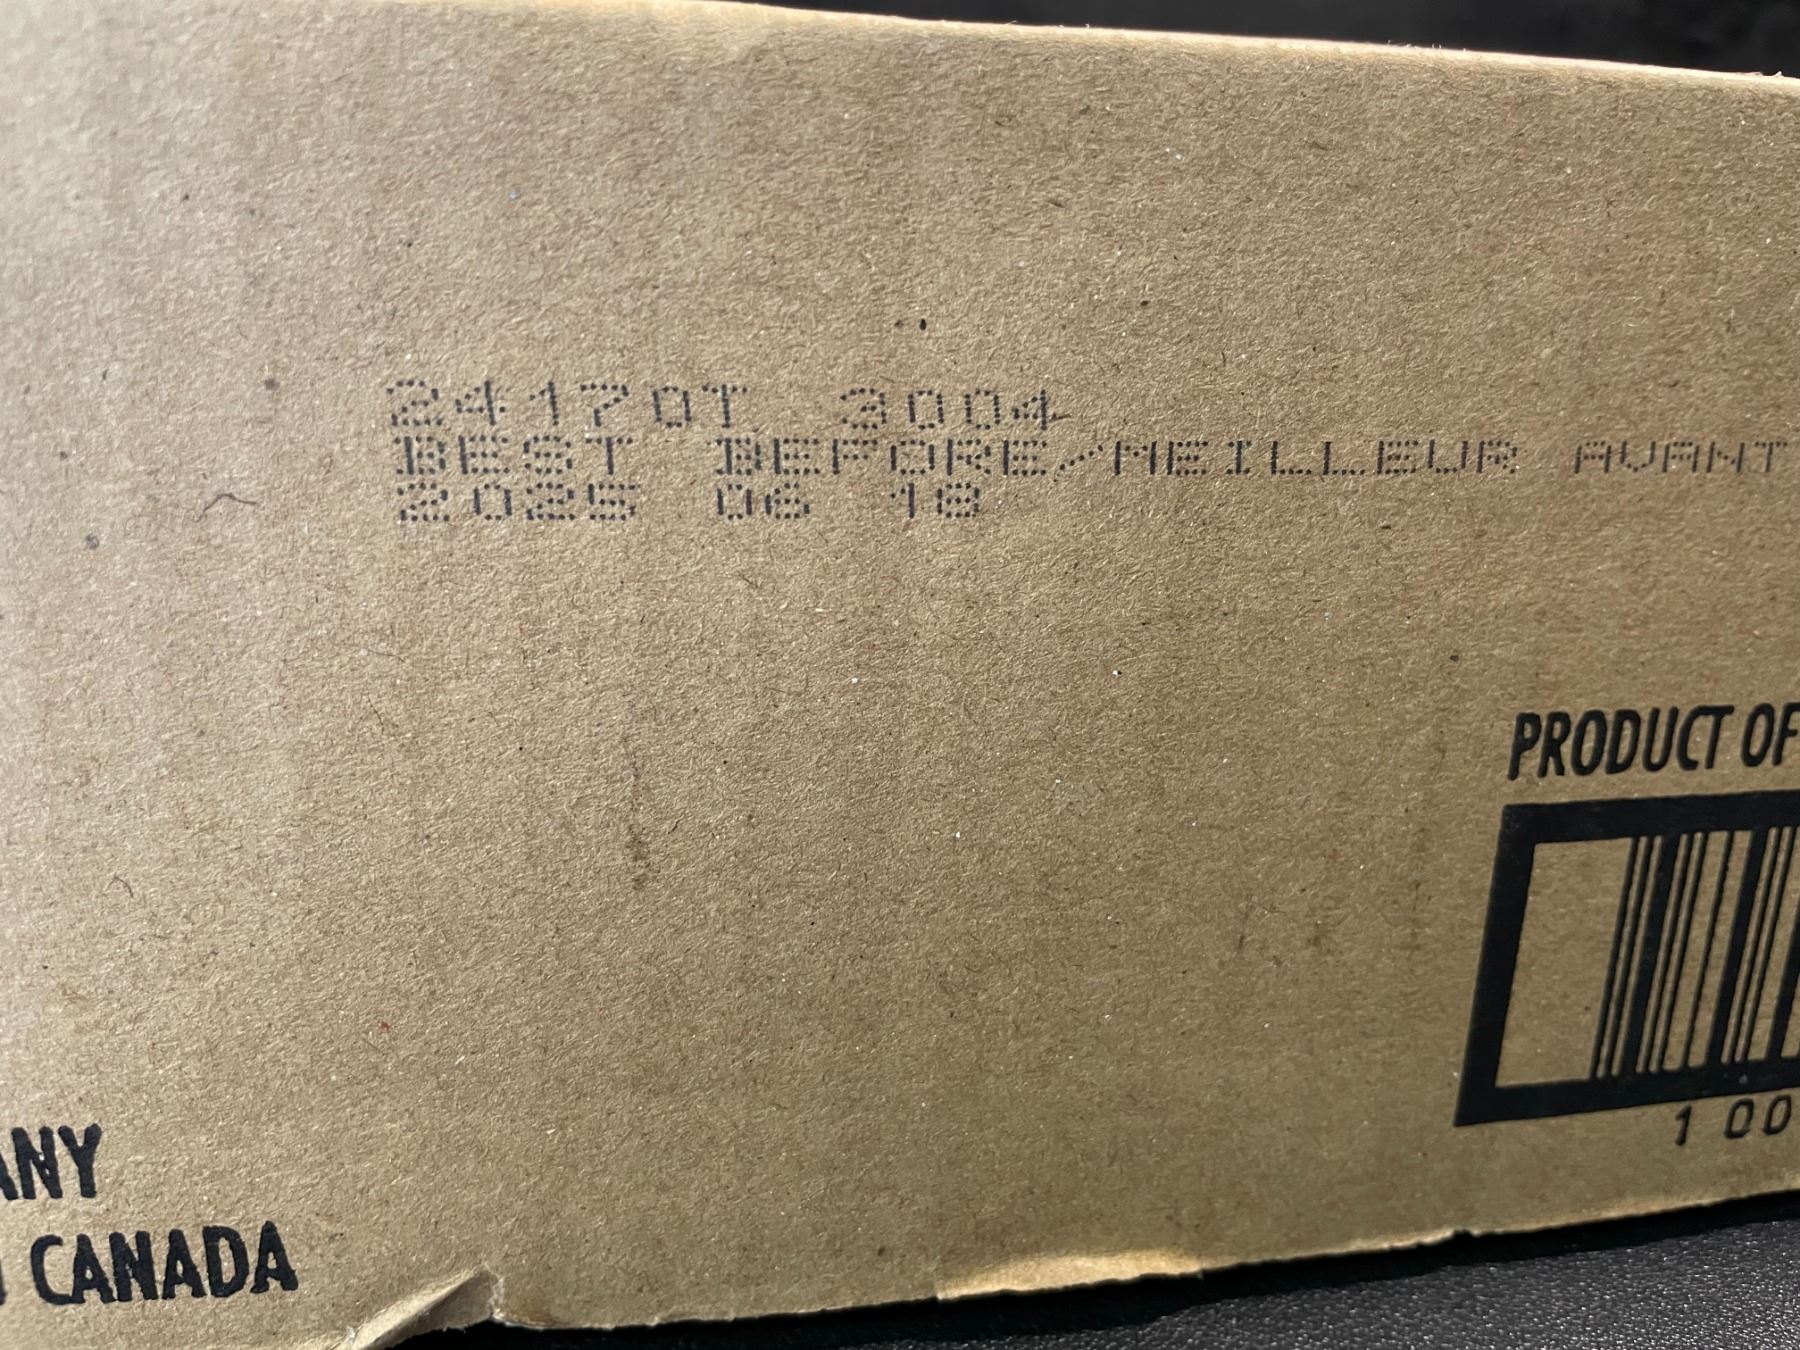 24170T 3004
BEST BEFORE/MEILLEUR AVANT
2025 06 18
PRODUCT OF
1 00
ANY
CANADA